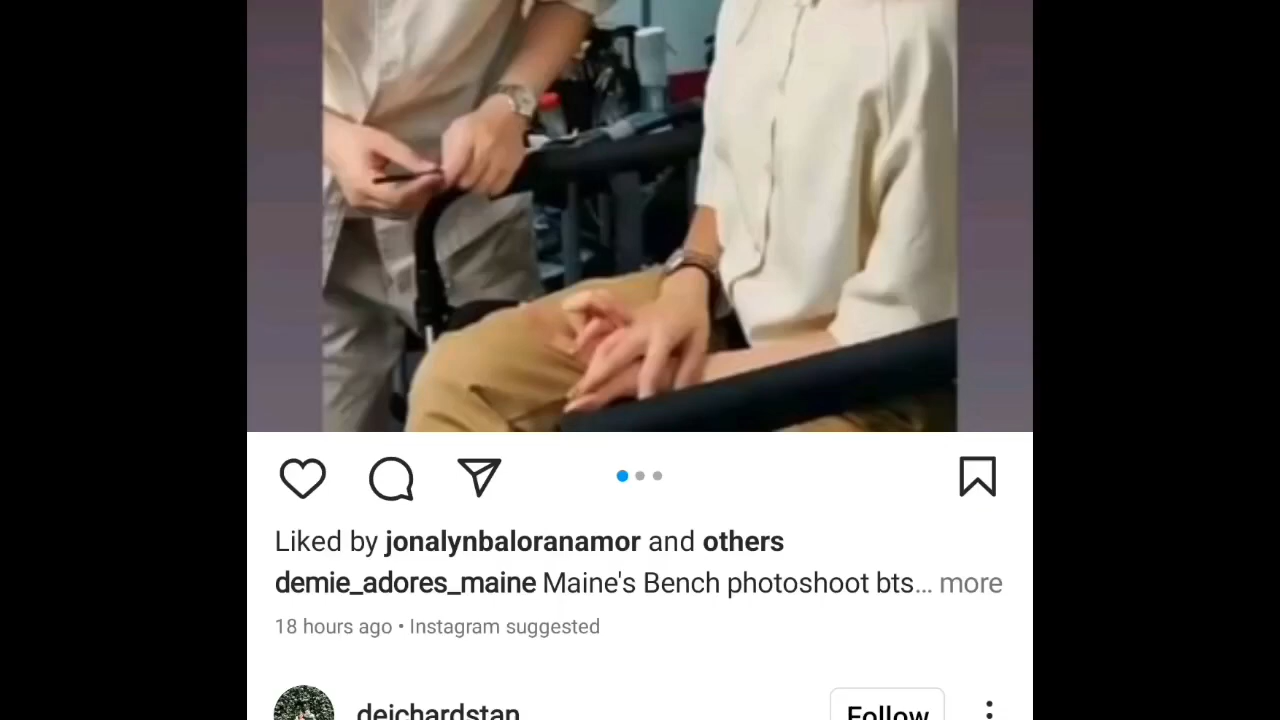 Liked by jonalynbaloranamor and others
demie_adores_maine Maine's Bench photoshoot bts... more
18 hours ago • Instagram suggested
deichardstan
Follow